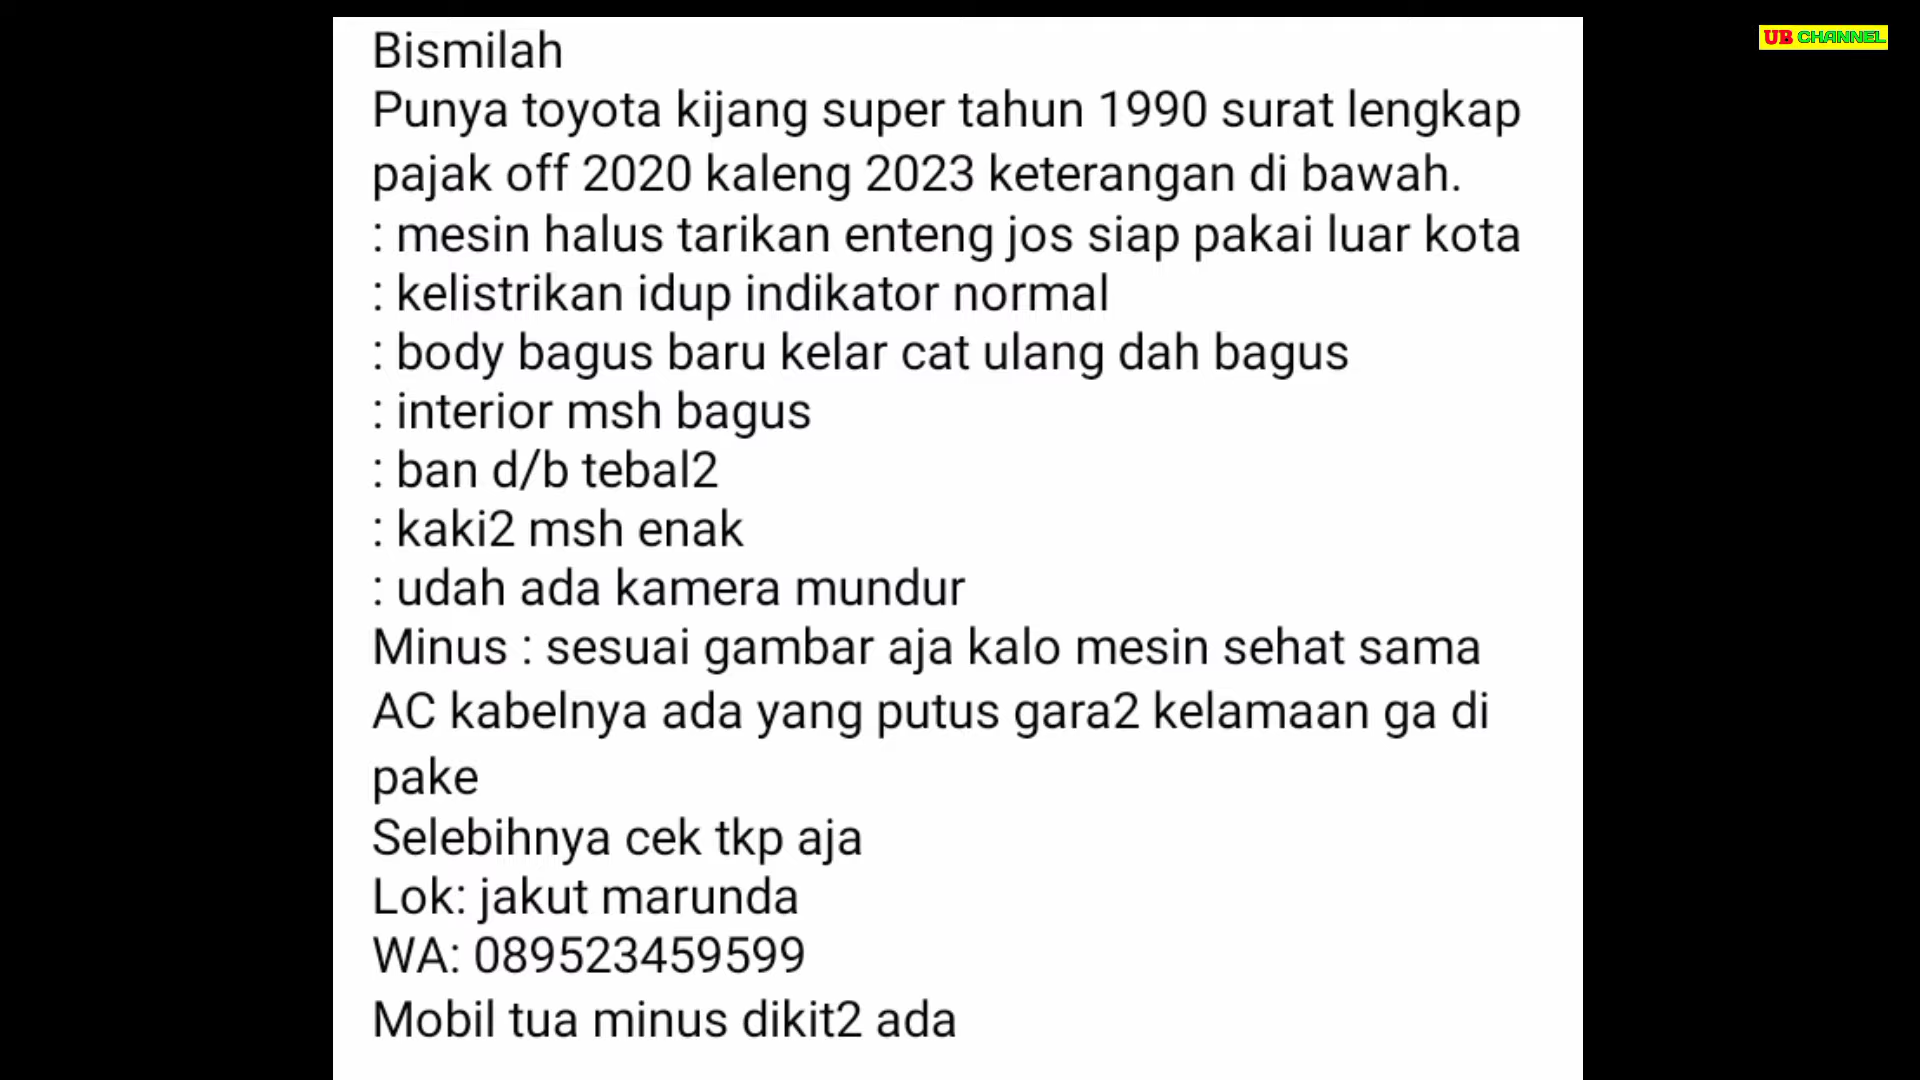 UB CHANNEL
Bismilah
Punya toyota kijang super tahun 1990 surat lengkap
pajak off 2020 kaleng 2023 keterangan di bawah.
: mesin halus tarikan enteng jos siap pakai luar kota
: kelistrikan idup indikator normal
: body bagus baru kelar cat ulang dah bagus
: interior msh bagus
: ban d/b tebal2
: kaki2 msh enak
: udah ada kamera mundur
Minus : sesuai gambar aja kalo mesin sehat sama
AC kabelnya ada yang putus gara2 kelamaan ga di
pake
Selebihnya cek tkp aja
Lok: jakut marunda
WA: 089523459599
Mobil tua minus dikit2 ada